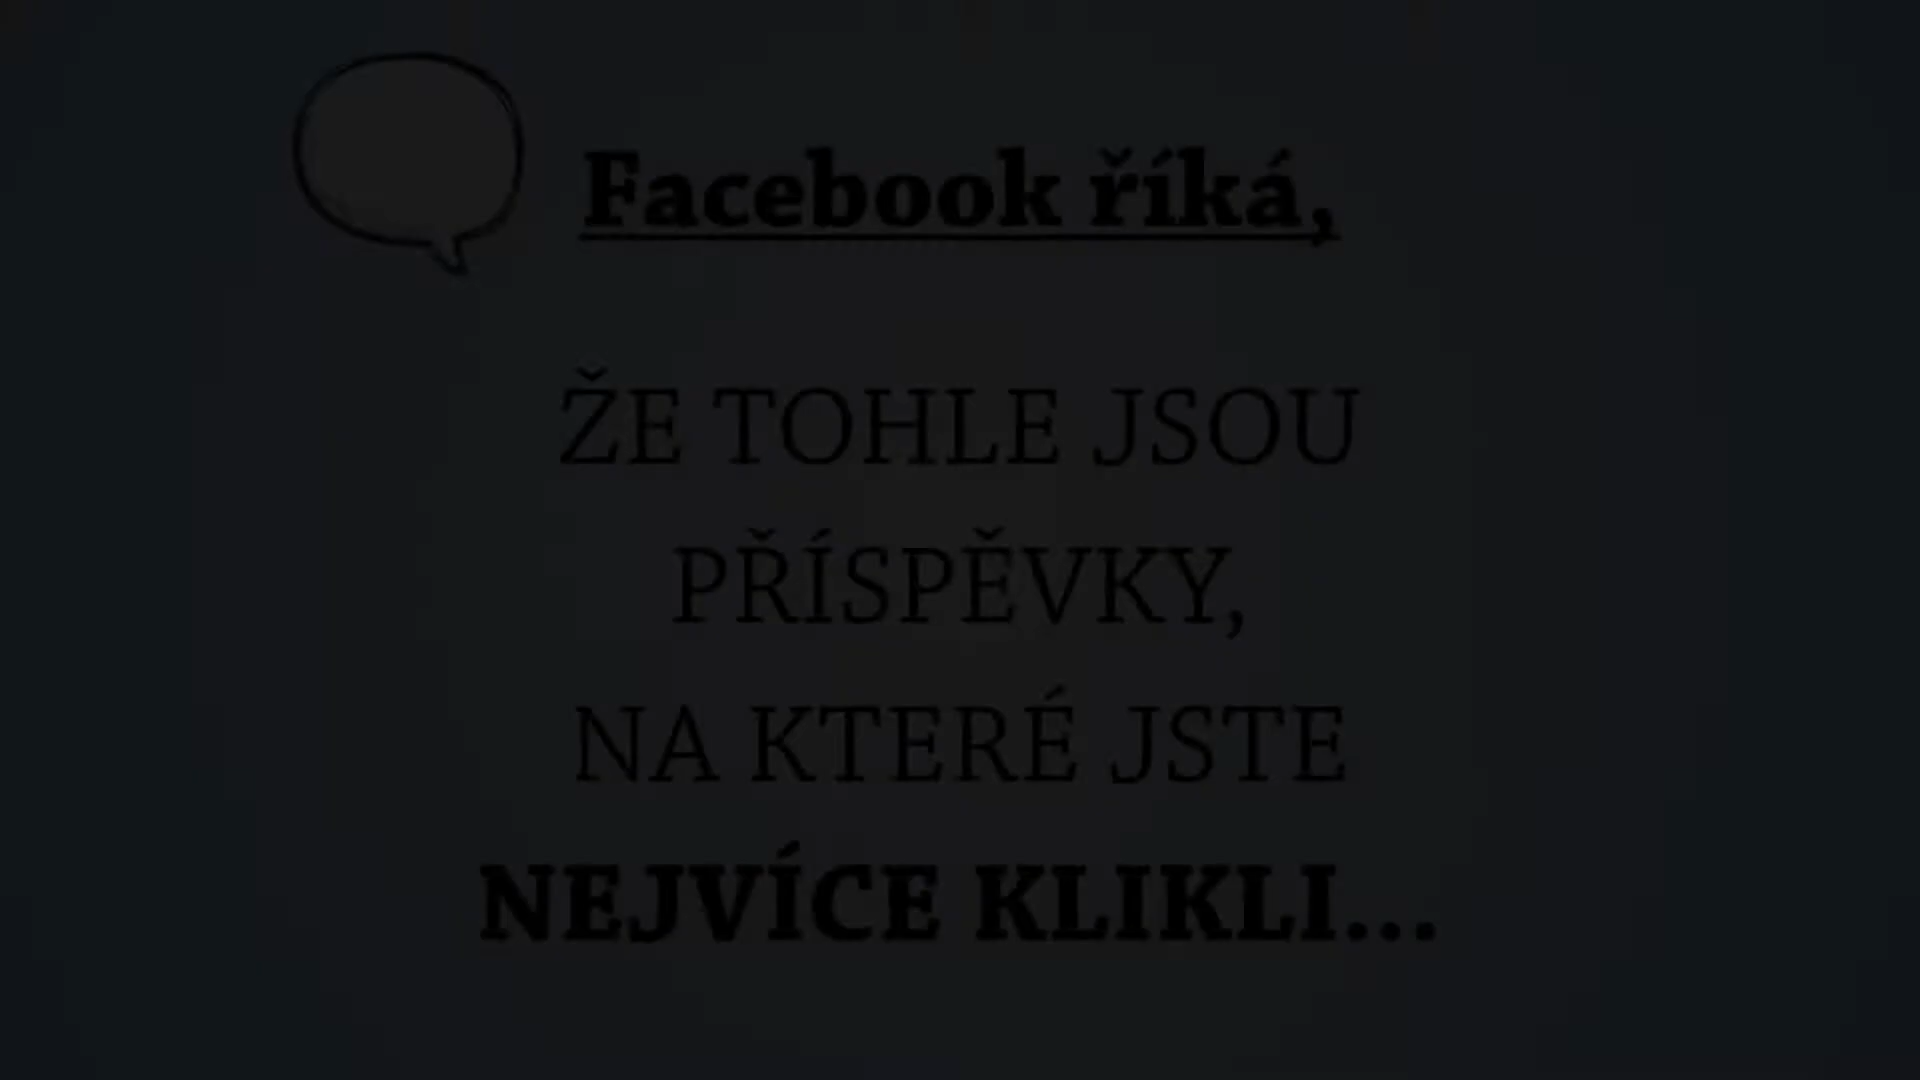 Facebook říká,
ŽE TOHLE JSOU
PŘÍSPĚVKY,
NA KTERÉ JSTE
NEJVÍCE KLIKLI...